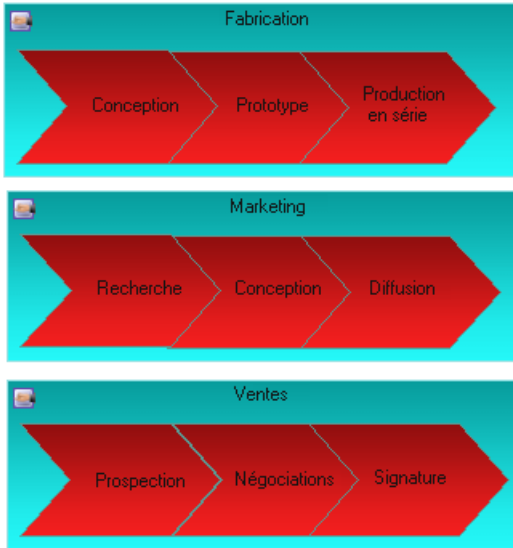 Fabrication
Conception
Prototype
Production
en série
Marketing
Recherche
Conception
Diffusion
Ventes
Prospection
Négociations
Signature